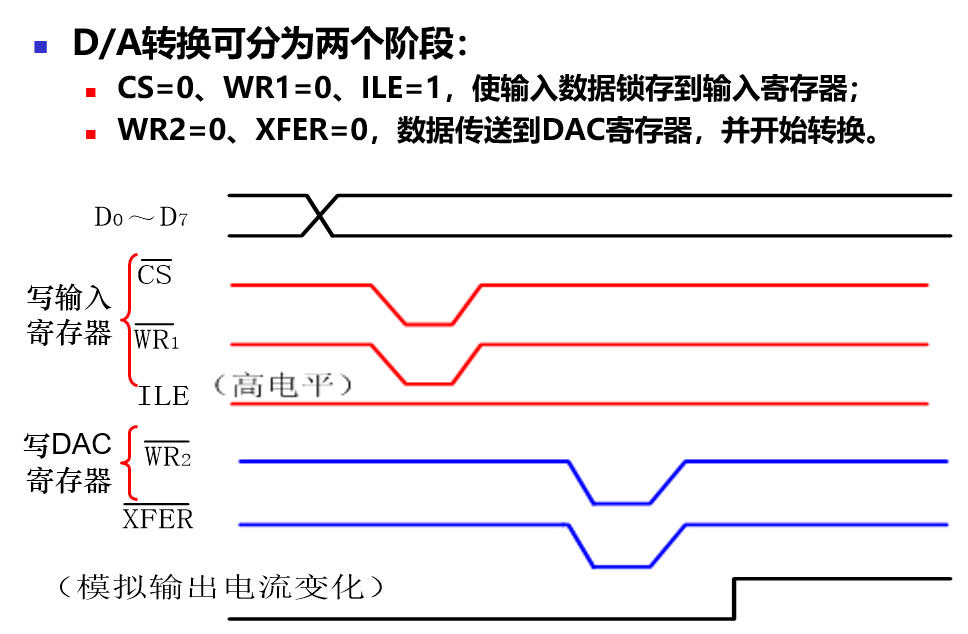 D/A转换可分为两个阶段：
CS=0、WR1=0、ILE=1，使输入数据锁存到输入寄存器；
WR2=0、XFER=0，数据传送到DAC寄存器，并开始转换。
D₀～D₇
写输入
寄存器
C̅S̅
W̅R̅₁
ILE （高电平）
写DAC
寄存器
W̅R̅₂
X̅F̅E̅R̅
（模拟输出电流变化）